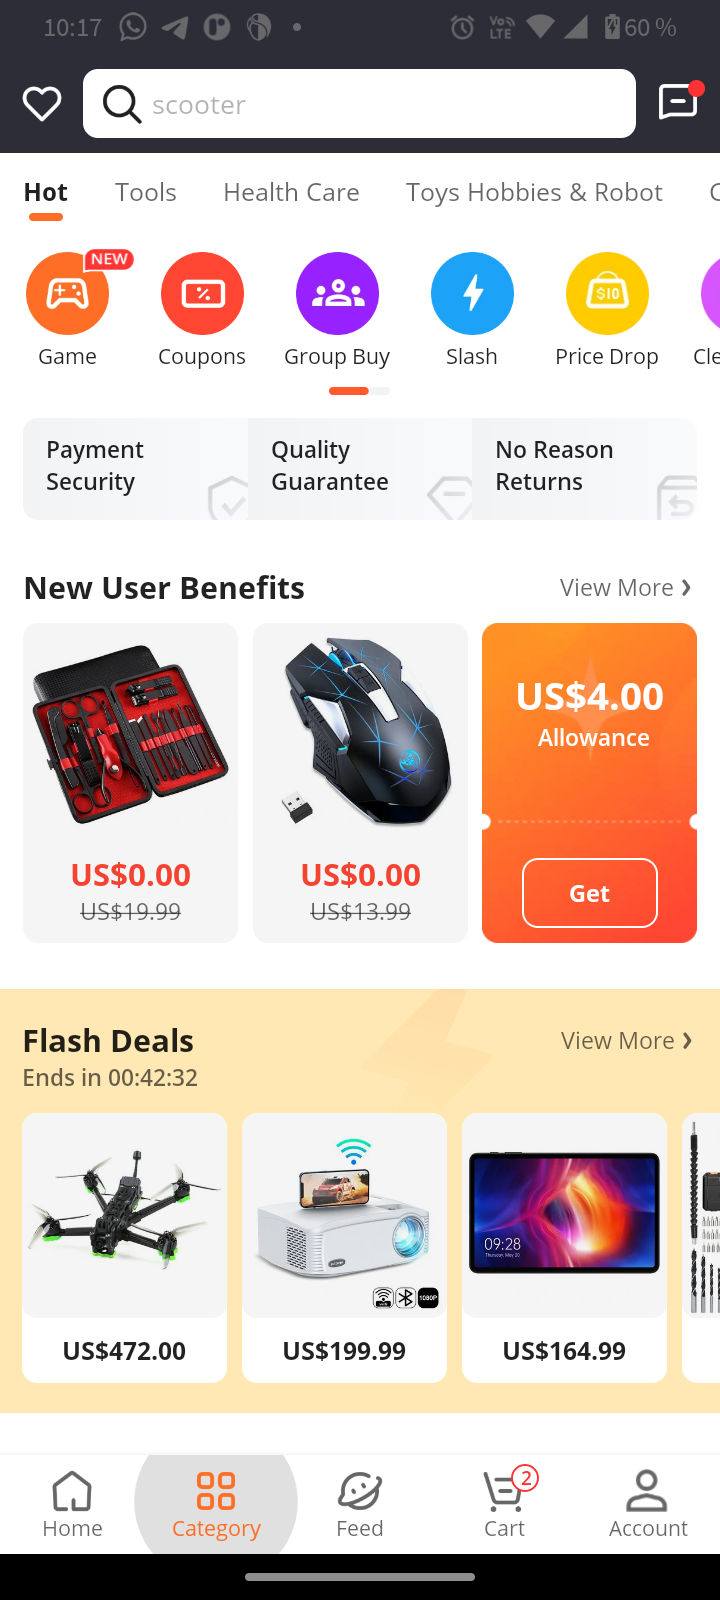 10:17
VoLTE
60 %
scooter
Hot
Tools
Health Care
Toys Hobbies & Robot
NEW
Game
Coupons
Group Buy
Slash
$10
Price Drop
Cle
Payment
Security
Quality
Guarantee
No Reason
Returns
New User Benefits
View More
US$0.00
US$19.99
US$0.00
US$13.99
US$4.00
Allowance
Get
Flash Deals
View More
Ends in 00:42:32
09:28
1080P
US$472.00
US$199.99
US$164.99
Home
Category
Feed
2
Cart
Account